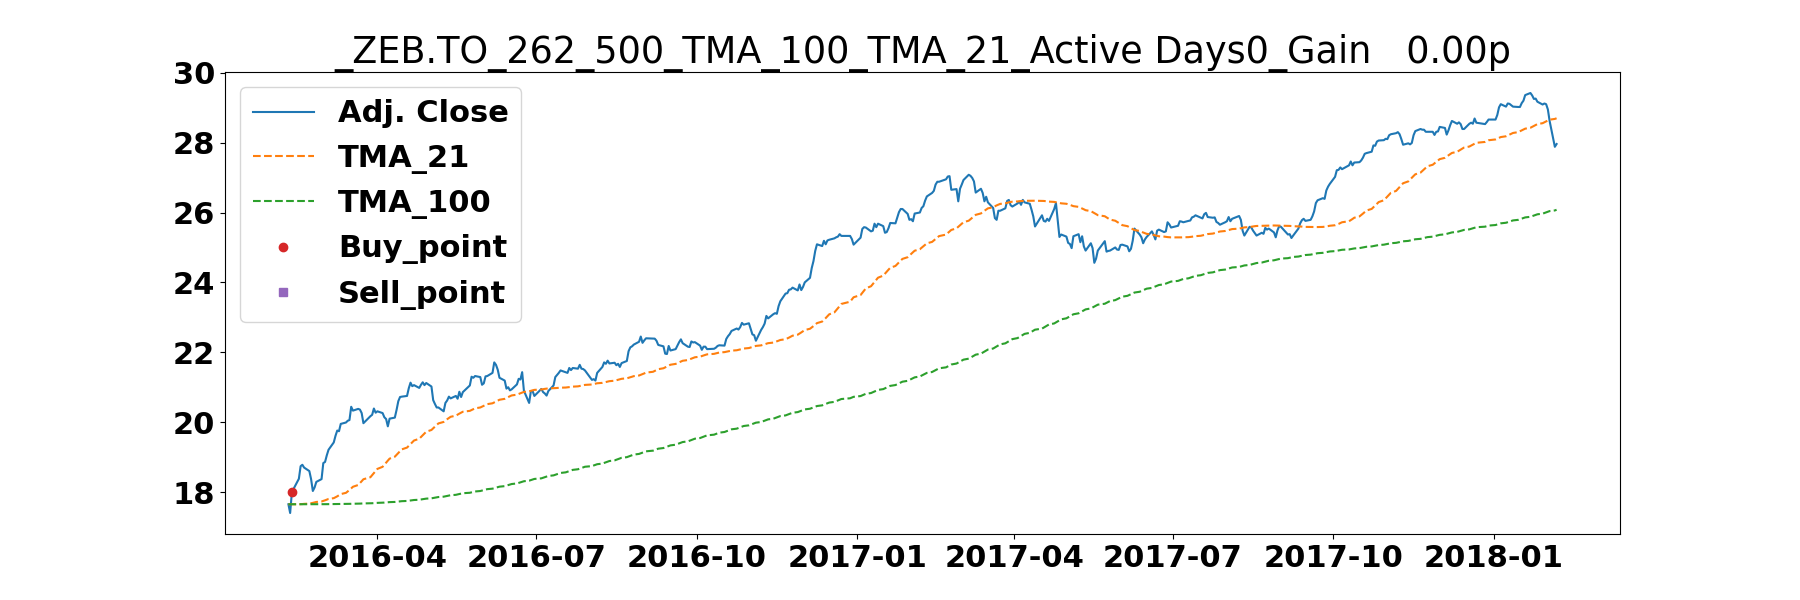 _ZEB.TO_262_500_TMA_100_TMA_21_Active Days0_Gain   0.00p
30
28
26
24
22
20
18
Adj. Close
TMA_21
TMA_100
Buy_point
Sell_point
2016-04 2016-07 2016-10 2017-01 2017-04 2017-07 2017-10 2018-01